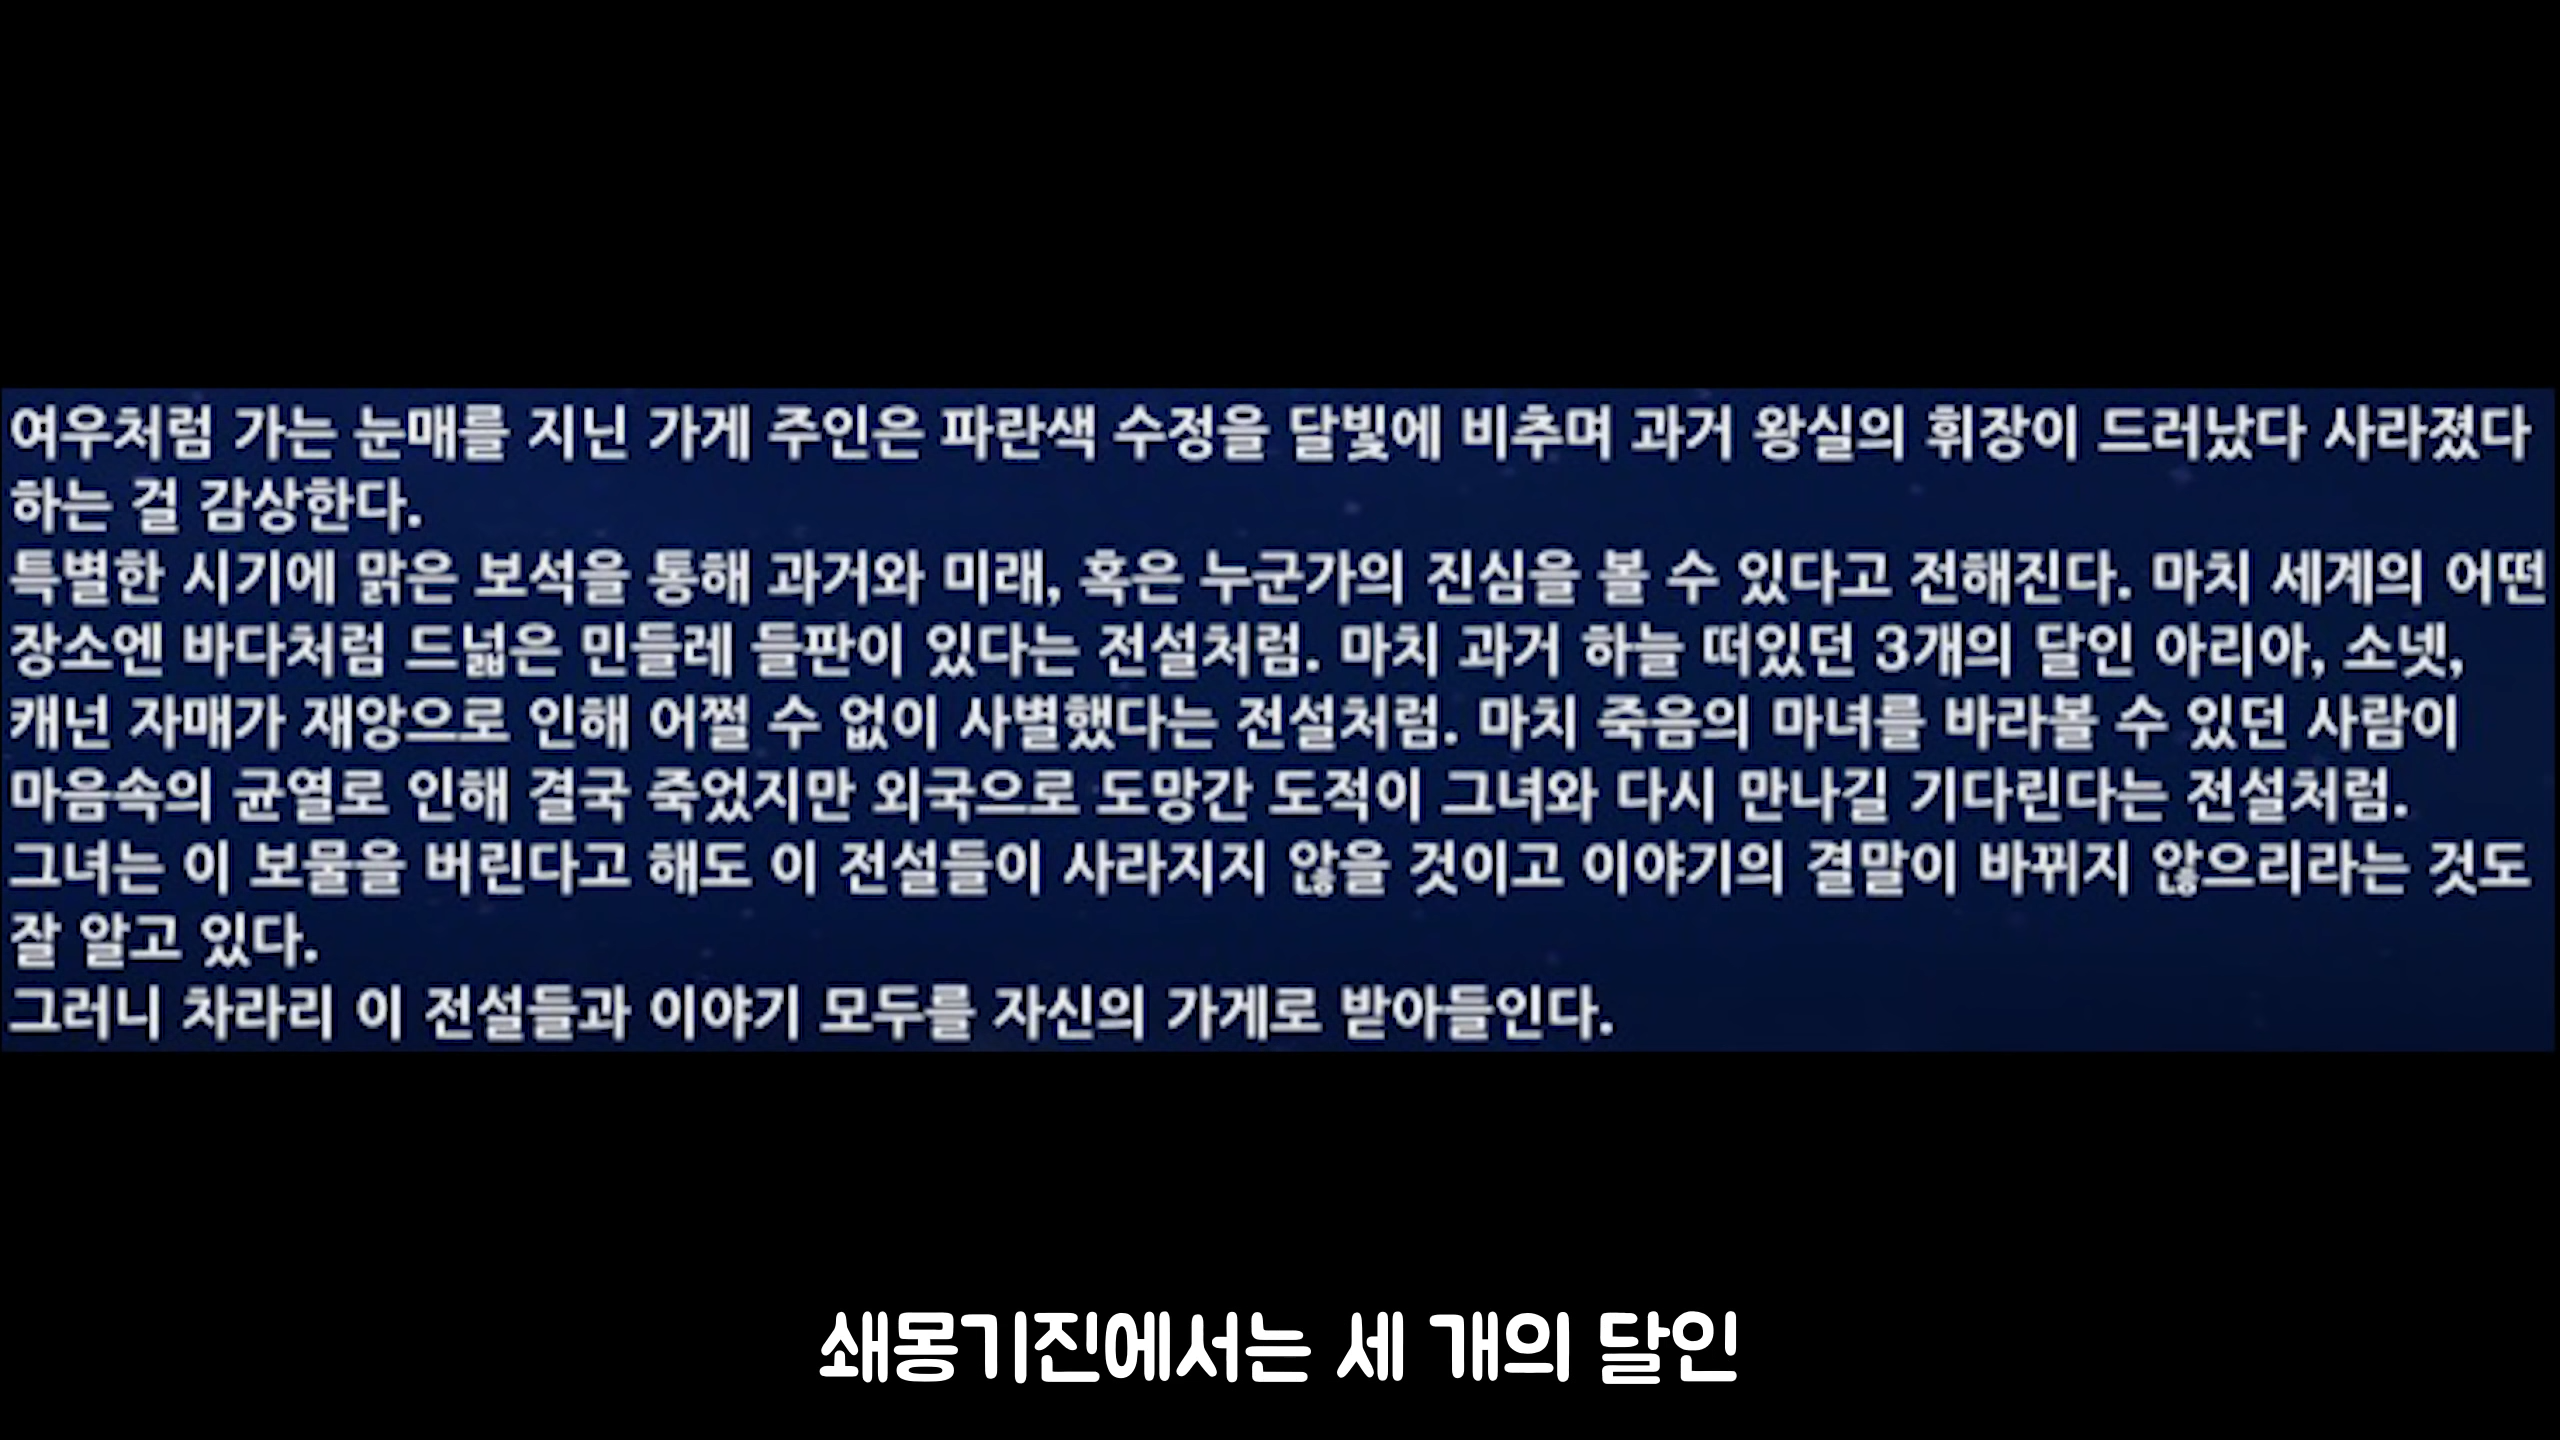 여우처럼 가는 눈매를 지닌 가게 주인은 파란색 수정을 달빛에 비추며 과거 왕실의 휘장이 드러났다 사라졌다
하는 걸 감상한다.
특별한 시기에 맑은 보석을 통해 과거와 미래, 혹은 누군가의 진심을 볼 수 있다고 전해진다. 마치 세계의 어떤
장소엔 바다처럼 드넓은 민들레 들판이 있다는 전설처럼. 마치 과거 하늘 떠있던 3개의 달인 아리아, 소넷,
캐넌 자매가 재앙으로 인해 어쩔 수 없이 사별했다는 전설처럼. 마치 죽음의 마녀를 바라볼 수 있던 사람이
마음속의 균열로 인해 결국 죽었지만 외국으로 도망간 도적이 그녀와 다시 만나길 기다린다는 전설처럼.
그녀는 이 보물을 버린다고 해도 이 전설들이 사라지지 않을 것이고 이야기의 결말이 바뀌지 않으리라는 것도
잘 알고 있다.
그러니 차라리 이 전설들과 이야기 모두를 자신의 가게로 받아들인다.
쇄몽기진에서는 세 개의 달인